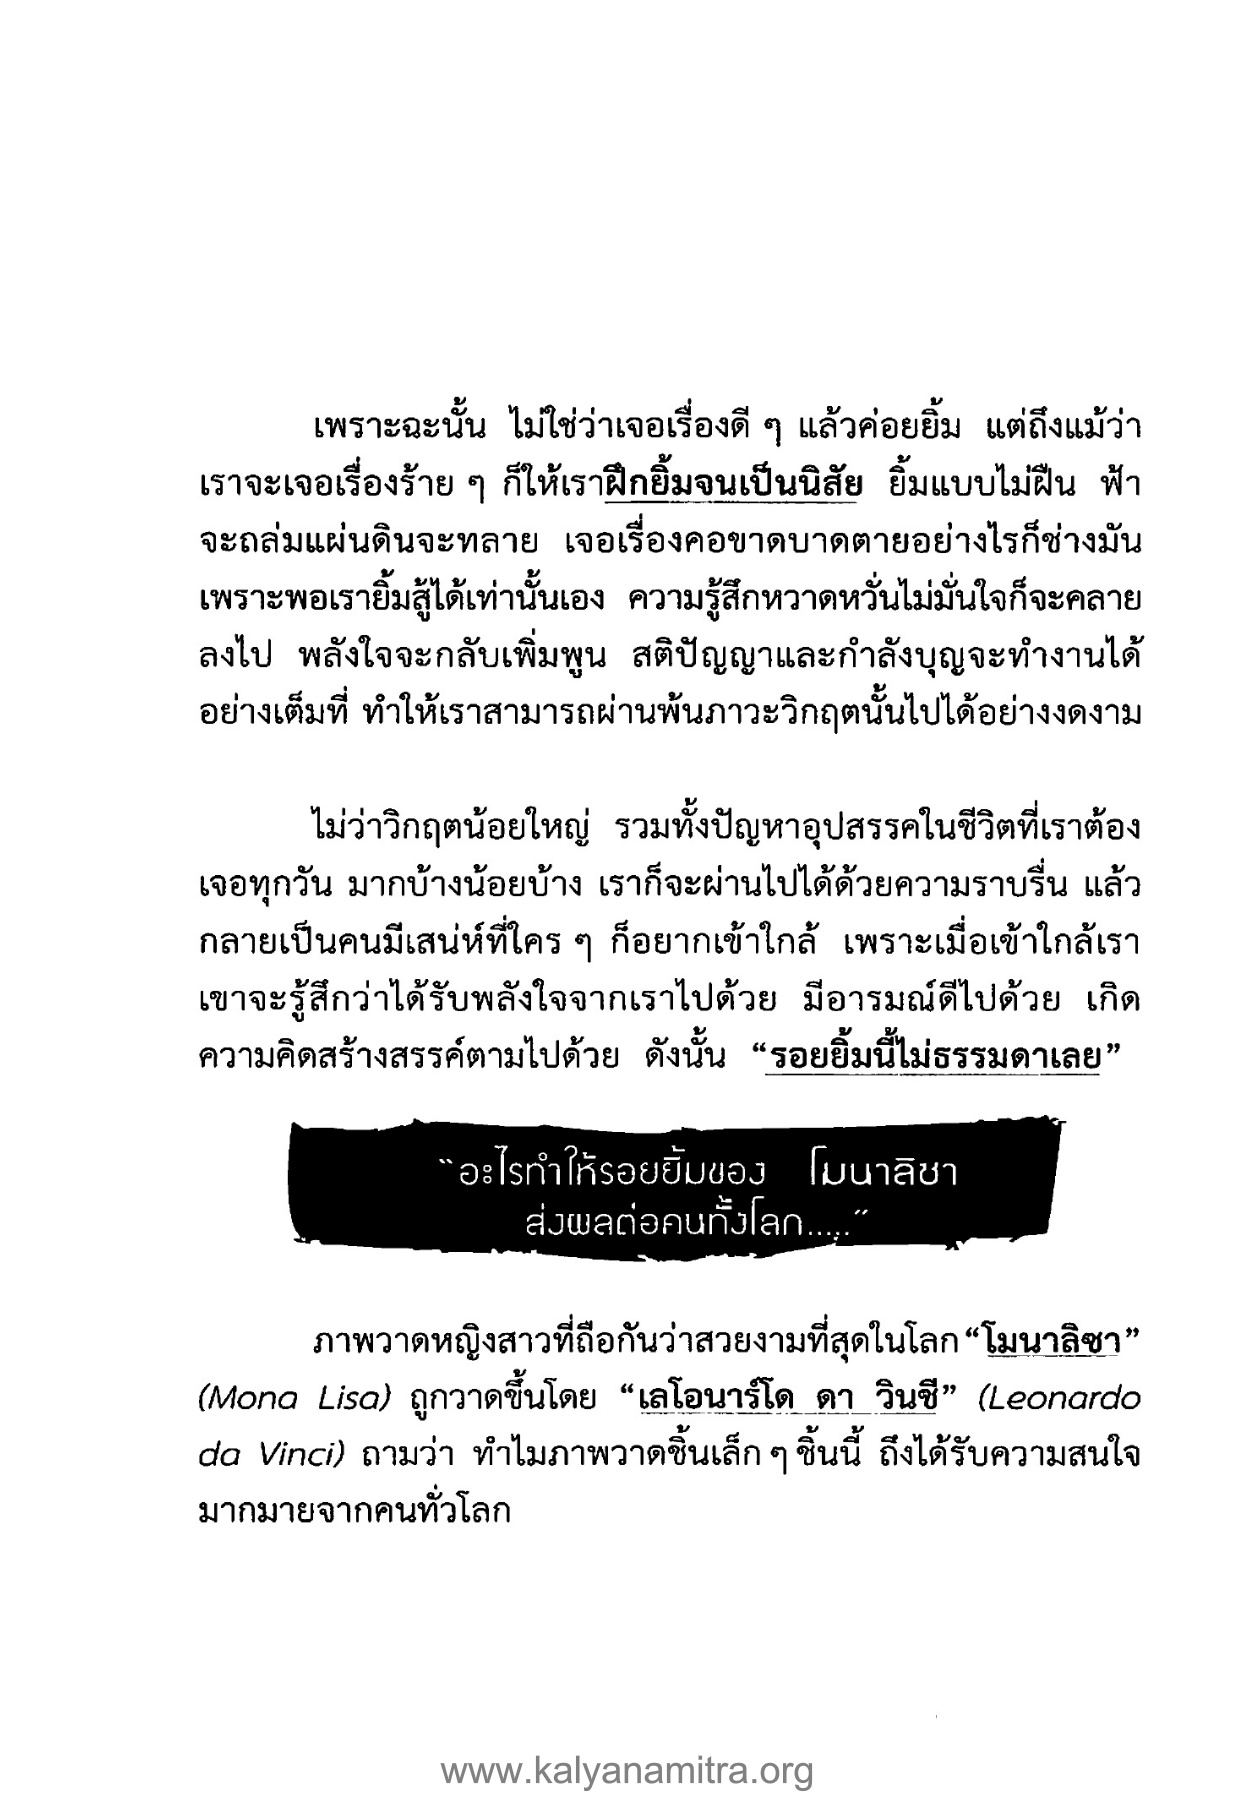 เพราะฉะนั้น ไม่ใช่ว่าเจอเรื่องดี ๆ แล้วค่อยยิ้ม แต่ถึงแม้ว่า
เราจะเจอเรื่องร้าย ๆ ก็ให้เราฝึกยิ้มจนเป็นนิสัย ยิ้มแบบไม่ฝืน ฟ้า
จะถล่มแผ่นดินจะทลาย เจอเรื่องคอขาดบาดตายอย่างไรก็ช่างมัน
เพราะพอเรายิ้มสู้ได้เท่านั้นเอง ความรู้สึกหวาดหวั่นไม่มั่นใจก็จะคลาย
ลงไป พลังใจจะกลับเพิ่มพูน สติปัญญาและกำลังบุญจะทำงานได้
อย่างเต็มที่ ทำให้เราสามารถผ่านพ้นภาวะวิกฤตนั้นไปได้อย่างงดงาม
ไม่ว่าวิกฤตน้อยใหญ่ รวมทั้งปัญหาอุปสรรคในชีวิตที่เราต้อง
เจอทุกวัน มากบ้างน้อยบ้าง เราก็จะผ่านไปได้ด้วยความราบรื่น แล้ว
กลายเป็นคนมีเสน่ห์ที่ใคร ๆ ก็อยากเข้าใกล้ เพราะเมื่อเข้าใกล้เรา
เขาจะรู้สึกว่าได้รับพลังใจจากเราไปด้วย มีอารมณ์ดีไปด้วย เกิด
ความคิดสร้างสรรค์ตามไปด้วย ดังนั้น “รอยยิ้มนี้ไม่ธรรมดาเลย”
“อะไรทำให้รอยยิ้มของ โมนาลิซา
ส่งผลต่อคนทั้งโลก.....”
ภาพวาดหญิงสาวที่ถือกันว่าสวยงามที่สุดในโลก “โมนาลิซา”
(Mona Lisa) ถูกวาดขึ้นโดย “เลโอนาร์โด ดา วินชี” (Leonardo
da Vinci) ถามว่า ทำไมภาพวาดชิ้นเล็ก ๆ ชิ้นนี้ ถึงได้รับความสนใจ
มากมายจากคนทั่วโลก
www.kalyanamitra.org